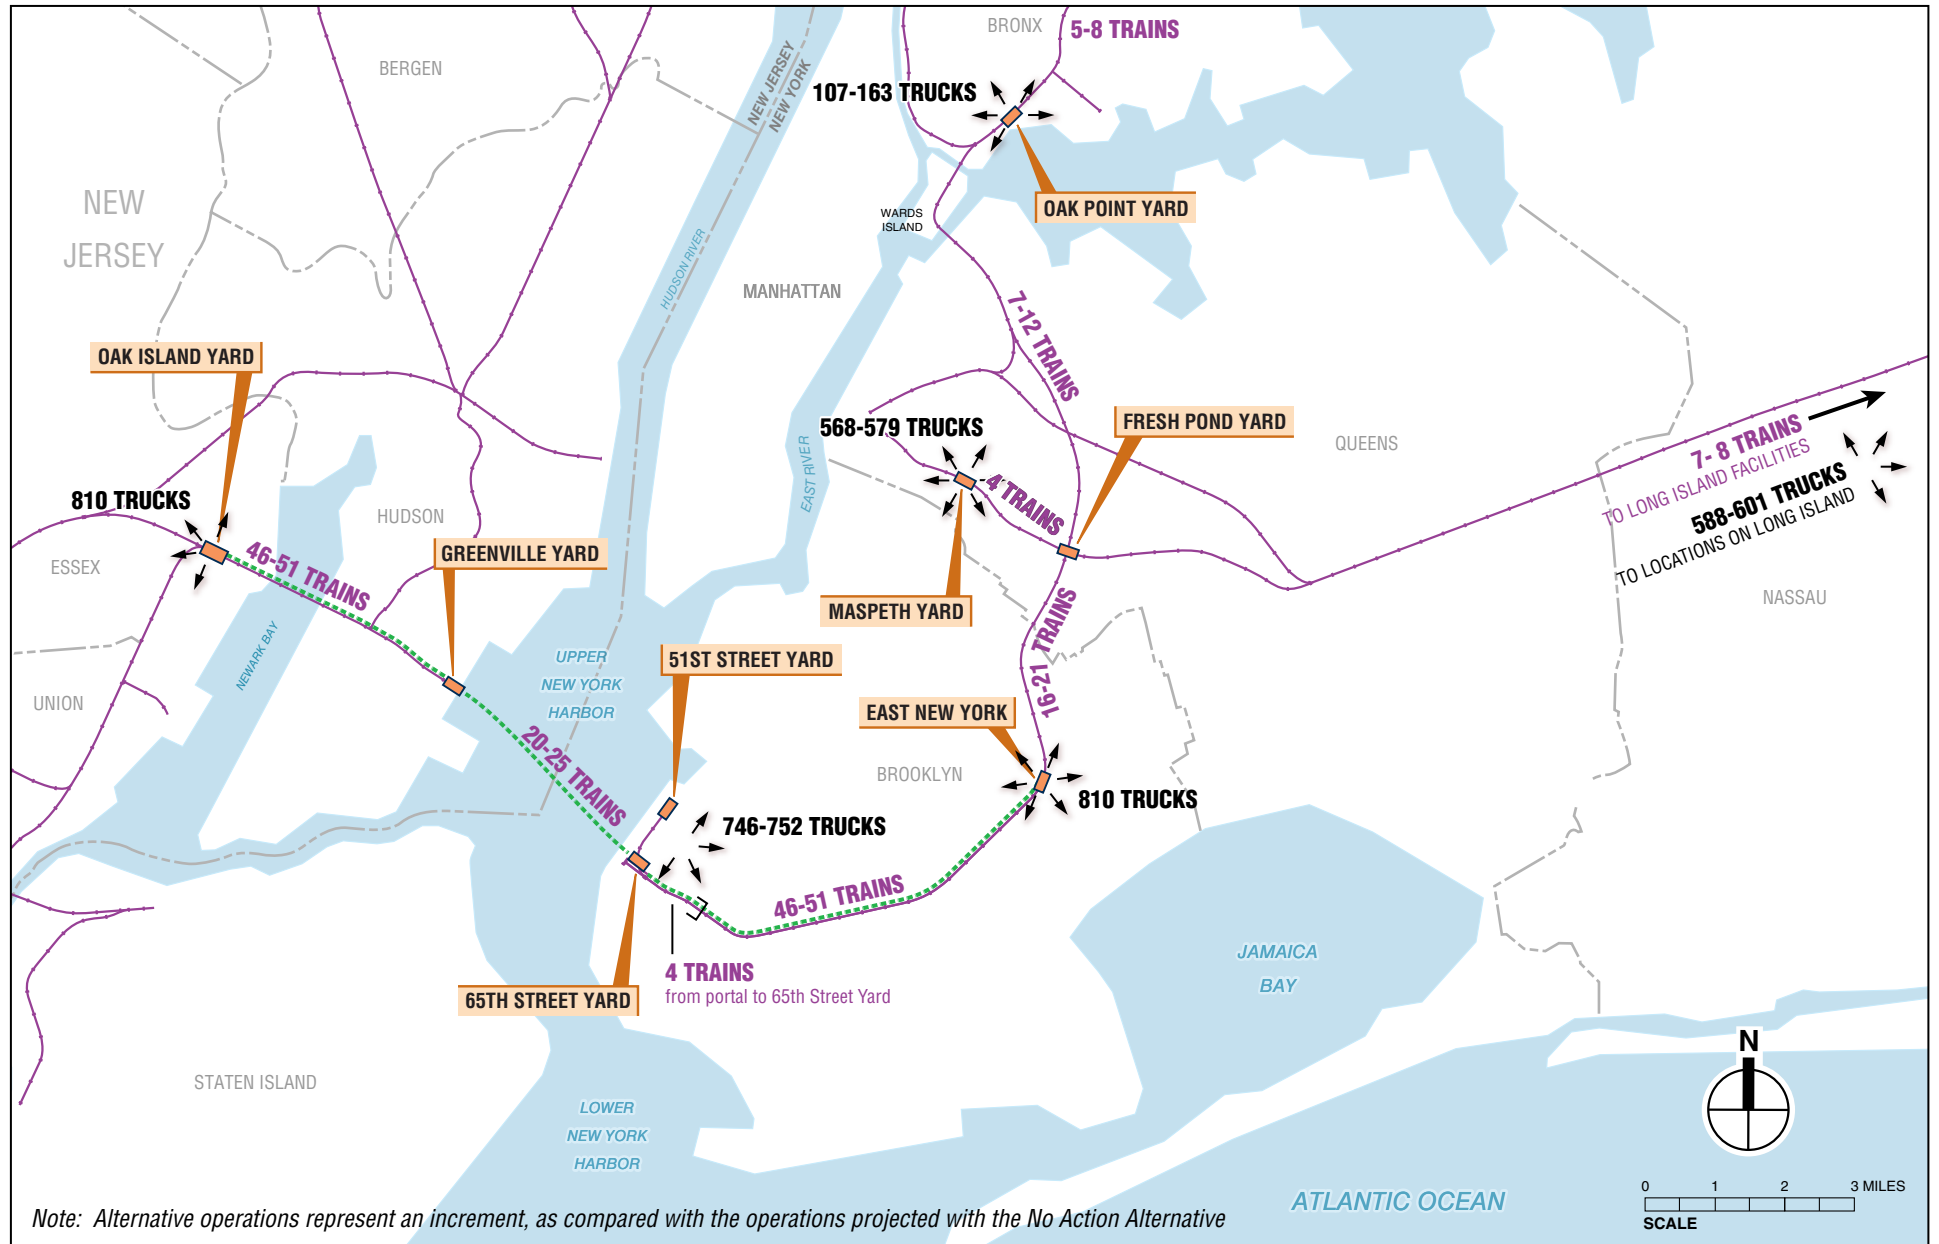 BRONX
5-8 TRAINS
BERGEN
NEW JERSEY
NEW YORK
107-163 TRUCKS
NEW
JERSEY
OAK POINT YARD
WARDS
ISLAND
HUDSON RIVER
MANHATTAN
7-12 TRAINS
OAK ISLAND YARD
568-579 TRUCKS
FRESH POND YARD
QUEENS
7- 8 TRAINS
TO LONG ISLAND FACILITIES
588-601 TRUCKS
TO LOCATIONS ON LONG ISLAND
EAST RIVER
4 TRAINS
810 TRUCKS
HUDSON
ESSEX
46-51 TRAINS
GREENVILLE YARD
MASPETH YARD
16-21 TRAINS
NASSAU
NEWARK BAY
UPPER
NEW YORK
HARBOR
51ST STREET YARD
UNION
EAST NEW YORK
20-25 TRAINS
BROOKLYN
810 TRUCKS
746-752 TRUCKS
46-51 TRAINS
4 TRAINS
from portal to 65th Street Yard
65TH STREET YARD
JAMAICA
BAY
STATEN ISLAND
LOWER
NEW YORK
HARBOR
N
0 1 2 3 MILES
SCALE
ATLANTIC OCEAN
Note: Alternative operations represent an increment, as compared with the operations projected with the No Action Alternative